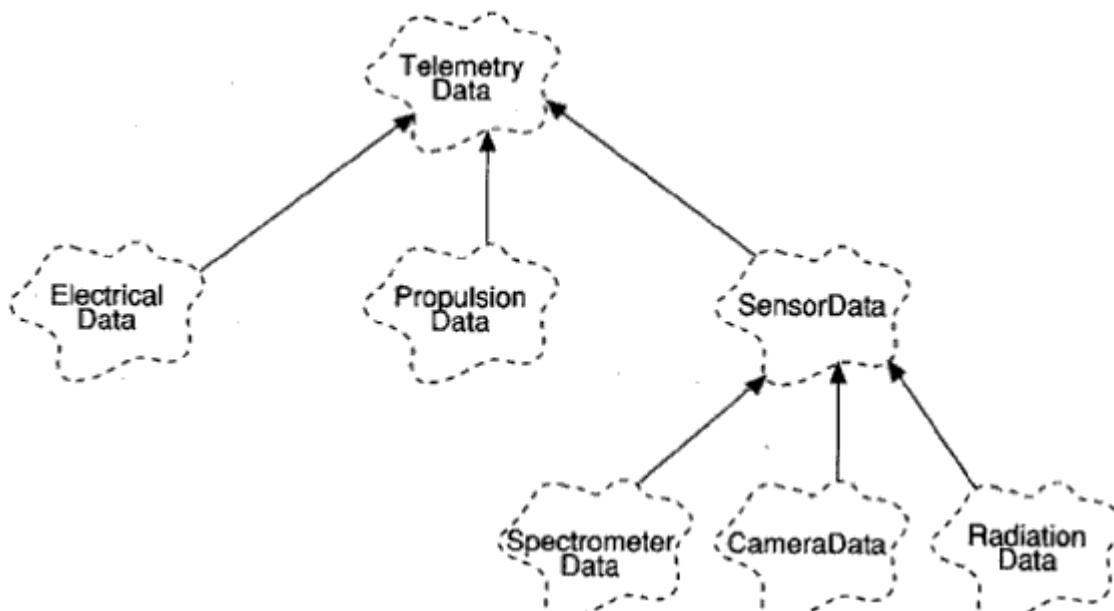 Telemetry
Data
Electrical
Data
Propulsion
Data
SensorData
Spectrometer
Data
CameraData
Radiation
Data